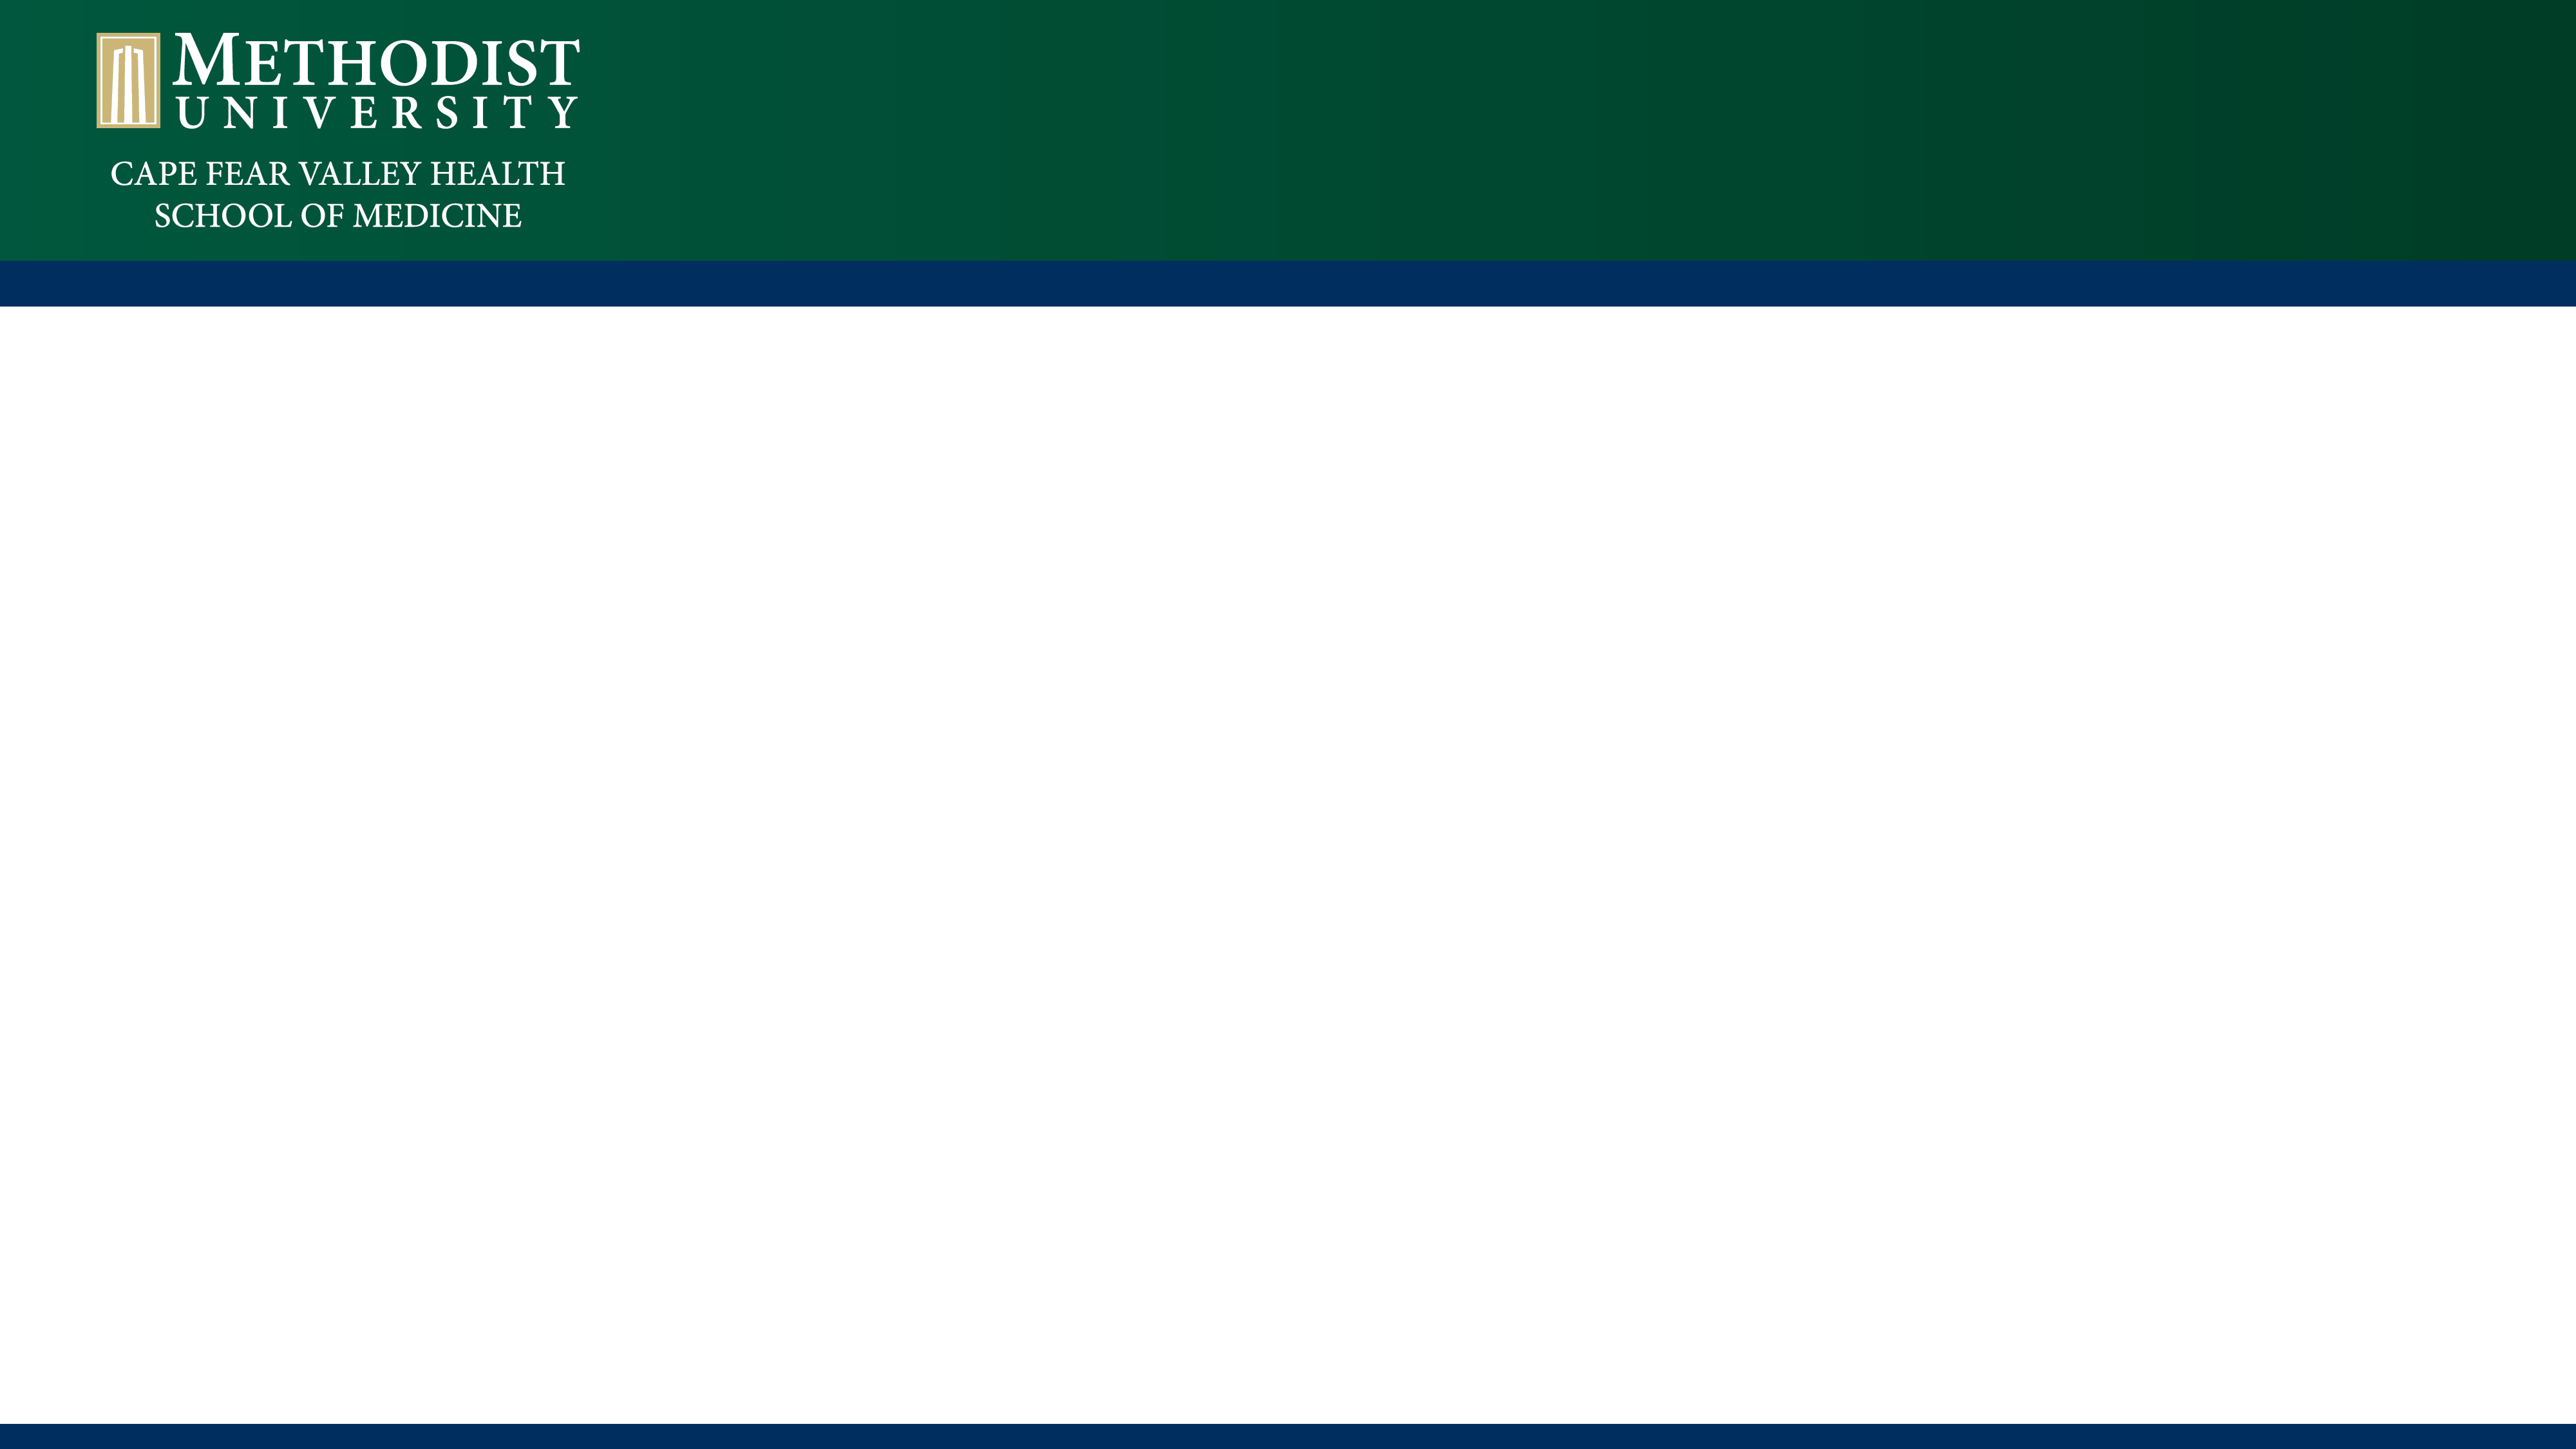 METHODIST
UNIVERSITY
CAPE FEAR VALLEY HEALTH
SCHOOL OF MEDICINE